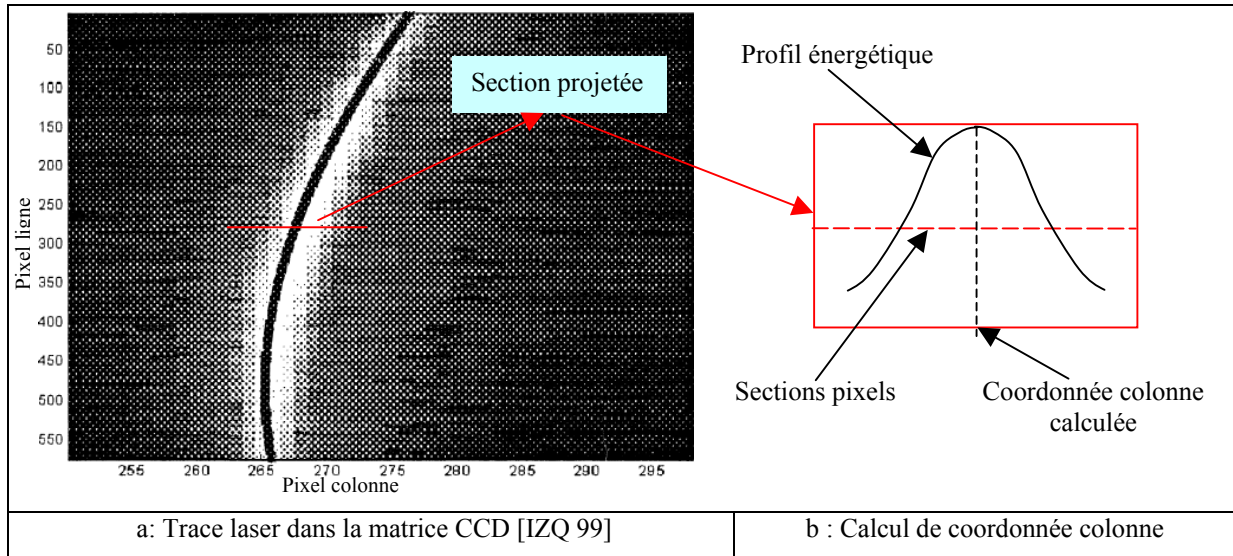 50
100
150
200
250
300
350
400
450
500
550
Pixel ligne
255 260 265 270 275 280 285 290 295
Pixel colonne
Section projetée
Profil énergétique
Sections pixels
Coordonnée colonne
calculée
a: Trace laser dans la matrice CCD [IZQ 99]
b : Calcul de coordonnée colonne